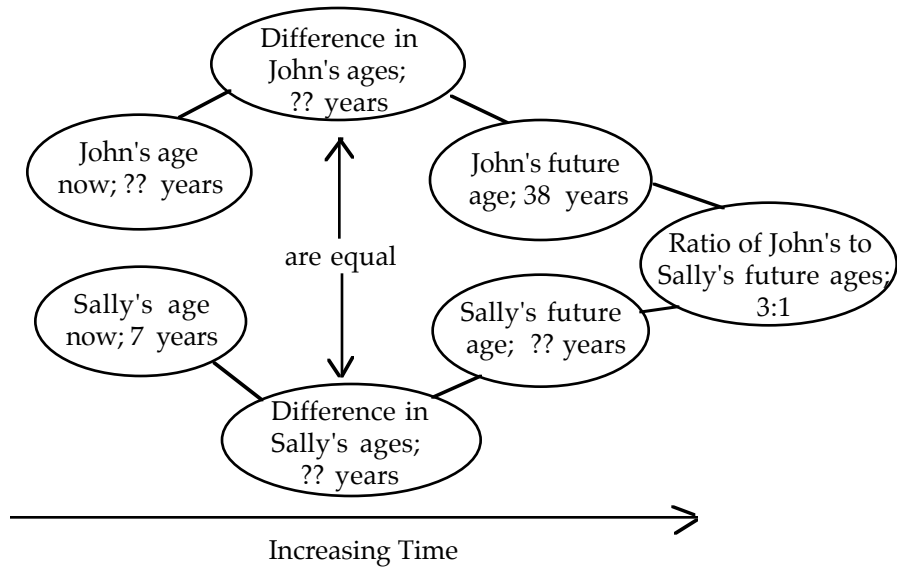 Difference in
John's ages;
?? years
John's age
now; ?? years
John's future
age; 38 years
are equal
Ratio of John's to
Sally's future ages;
3:1
Sally's age
now; 7 years
Sally's future
age; ?? years
Difference in
Sally's ages;
?? years
Increasing Time